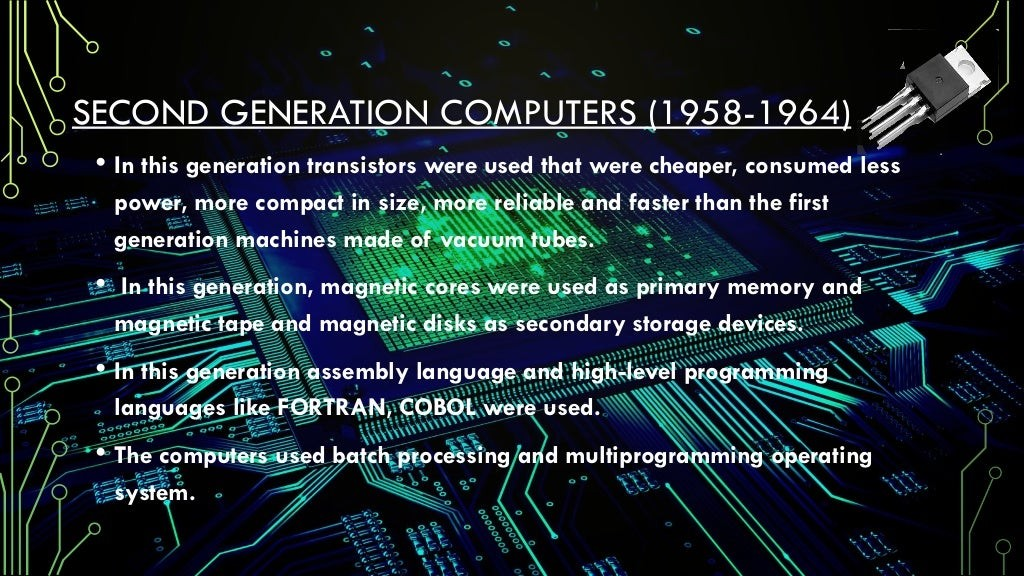 SECOND GENERATION COMPUTERS (1958-1964)
• In this generation transistors were used that were cheaper, consumed less
power, more compact in size, more reliable and faster than the first
generation machines made of vacuum tubes.
• In this generation, magnetic cores were used as primary memory and
magnetic tape and magnetic disks as secondary storage devices.
• In this generation assembly language and high-level programming
languages like FORTRAN, COBOL were used.
• The computers used batch processing and multiprogramming operating
system.